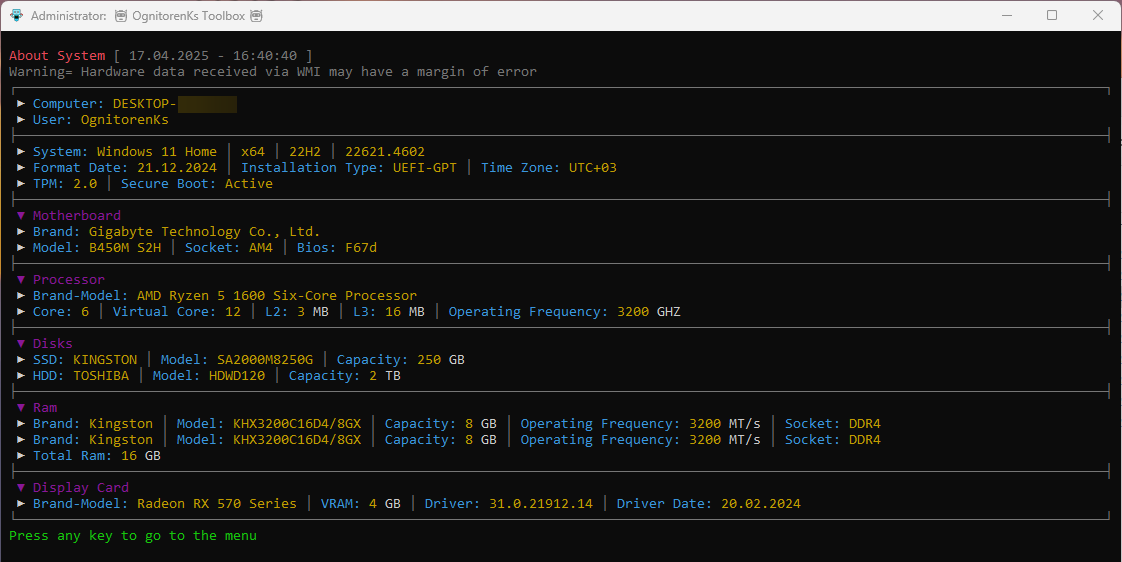 Administrator: OgnitorenKs Toolbox
About System [ 17.04.2025 - 16:40:40 ]
Warning= Hardware data received via WMI may have a margin of error
► Computer: DESKTOP-
► User: OgnitorenKs
► System: Windows 11 Home │ x64 │ 22H2 │ 22621.4602
► Format Date: 21.12.2024 │ Installation Type: UEFI-GPT │ Time Zone: UTC+03
► TPM: 2.0 │ Secure Boot: Active
▼ Motherboard
► Brand: Gigabyte Technology Co., Ltd.
► Model: B450M S2H │ Socket: AM4 │ Bios: F67d
▼ Processor
► Brand-Model: AMD Ryzen 5 1600 Six-Core Processor
► Core: 6 │ Virtual Core: 12 │ L2: 3 MB │ L3: 16 MB │ Operating Frequency: 3200 GHZ
▼ Disks
► SSD: KINGSTON │ Model: SA2000M8250G │ Capacity: 250 GB
► HDD: TOSHIBA │ Model: HDWD120 │ Capacity: 2 TB
▼ Ram
► Brand: Kingston │ Model: KHX3200C16D4/8GX │ Capacity: 8 GB │ Operating Frequency: 3200 MT/s │ Socket: DDR4
► Brand: Kingston │ Model: KHX3200C16D4/8GX │ Capacity: 8 GB │ Operating Frequency: 3200 MT/s │ Socket: DDR4
► Total Ram: 16 GB
▼ Display Card
► Brand-Model: Radeon RX 570 Series │ VRAM: 4 GB │ Driver: 31.0.21912.14 │ Driver Date: 20.02.2024
Press any key to go to the menu